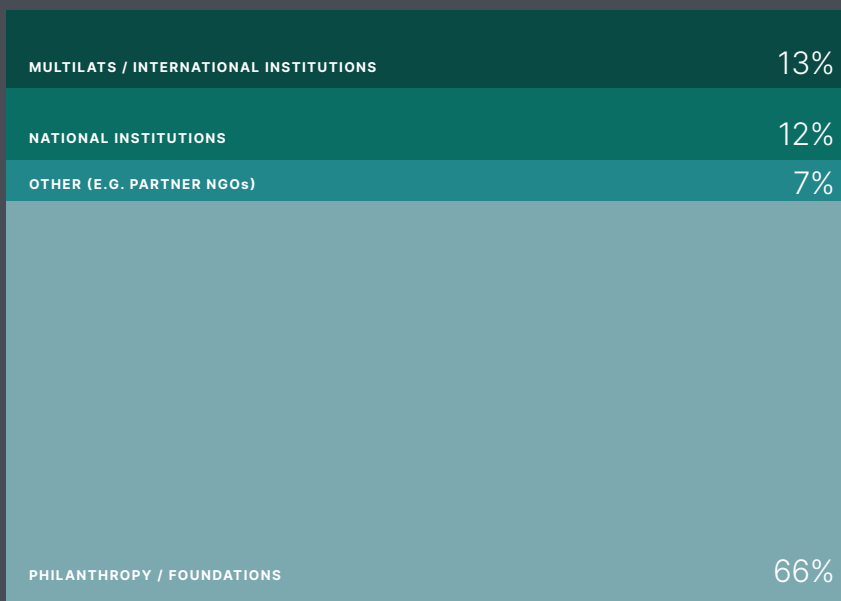 MULTILATS / INTERNATIONAL INSTITUTIONS 13%
NATIONAL INSTITUTIONS 12%
OTHER (E.G. PARTNER NGOs) 7%
PHILANTHROPY / FOUNDATIONS 66%